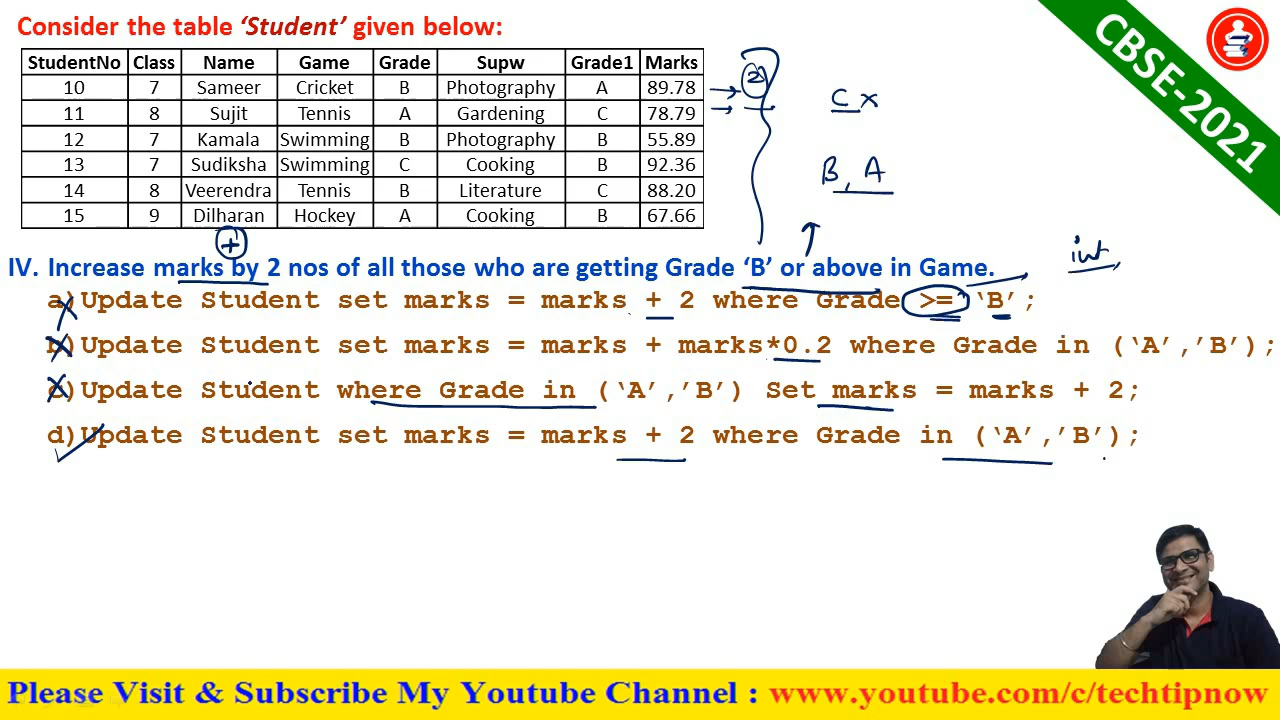 Consider the table ‘Student’ given below:
CBSE-2021
StudentNo Class Name Game Grade Supw Grade1 Marks
10 7 Sameer Cricket B Photography A 89.78
11 8 Sujit Tennis A Gardening C 78.79
12 7 Kamala Swimming B Photography B 55.89
13 7 Sudiksha Swimming C Cooking B 92.36
14 8 Veerendra Tennis B Literature C 88.20
15 9 Dilharan Hockey A Cooking B 67.66
2
C x
B, A
+
int
IV. Increase marks by 2 nos of all those who are getting Grade ‘B’ or above in Game.
a)Update Student set marks = marks + 2 where Grade >= ‘B’;
b)Update Student set marks = marks + marks*0.2 where Grade in (‘A’,’B’);
c)Update Student where Grade in (‘A’,’B’) Set marks = marks + 2;
d)Update Student set marks = marks + 2 where Grade in (‘A’,’B’);
Please Visit & Subscribe My Youtube Channel : www.youtube.com/c/techtipnow